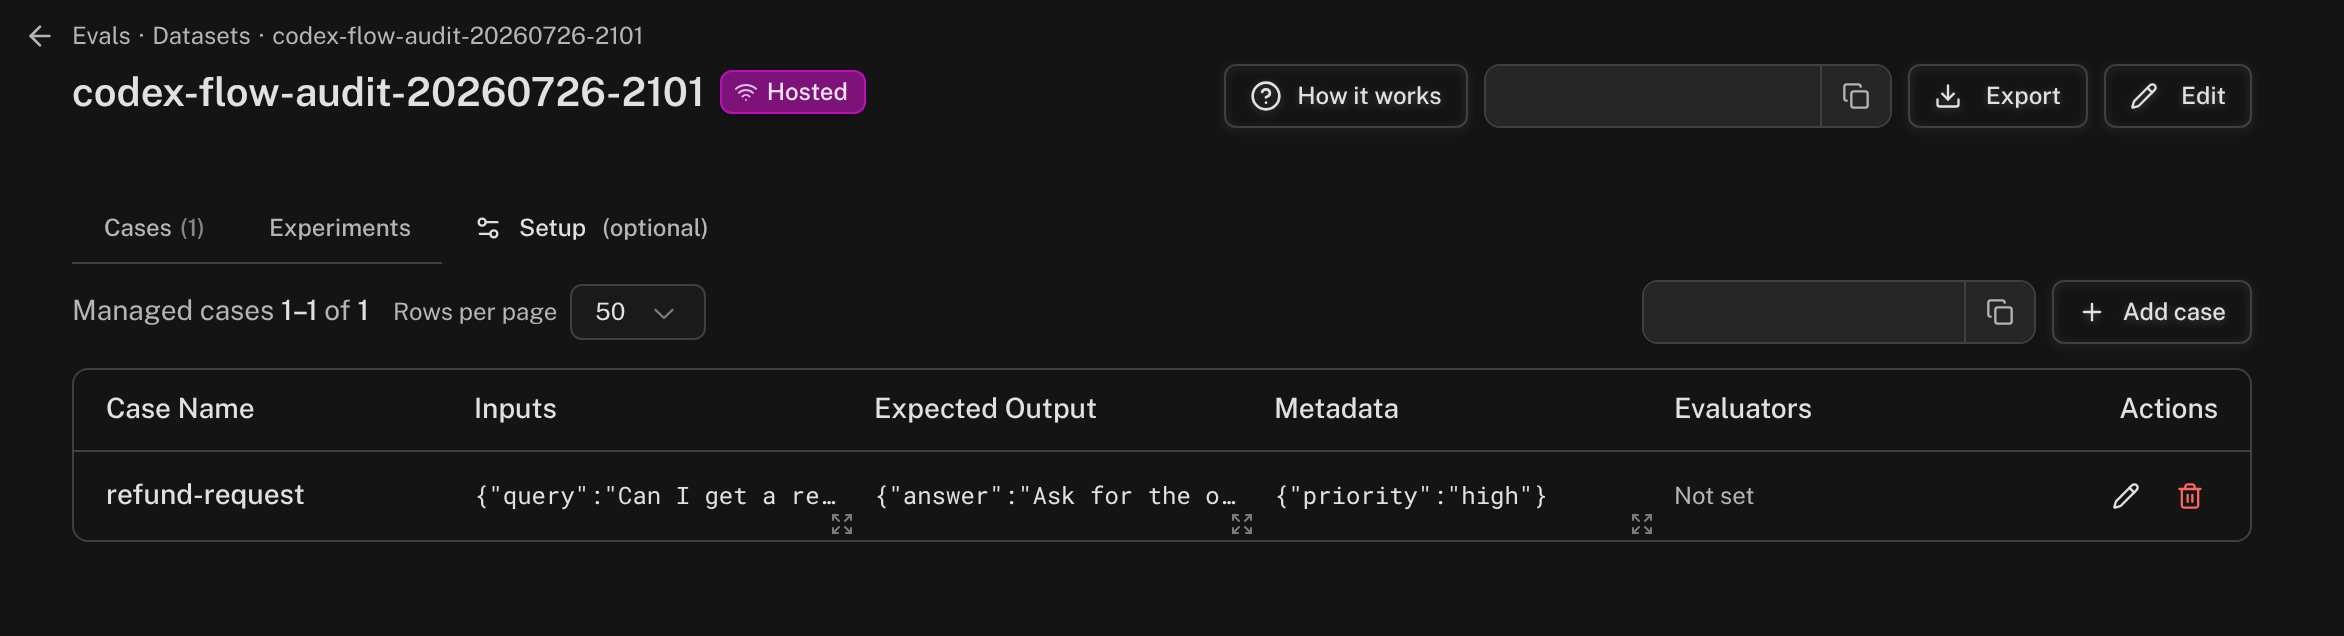 Evals · Datasets · codex-flow-audit-20260726-2101
codex-flow-audit-20260726-2101 Hosted
How it works Export Edit
Cases (1) Experiments Setup (optional)
Managed cases 1–1 of 1 Rows per page 50 Add case
Case Name Inputs Expected Output Metadata Evaluators Actions
refund-request {"query":"Can I get a re… {"answer":"Ask for the o… {"priority":"high"} Not set